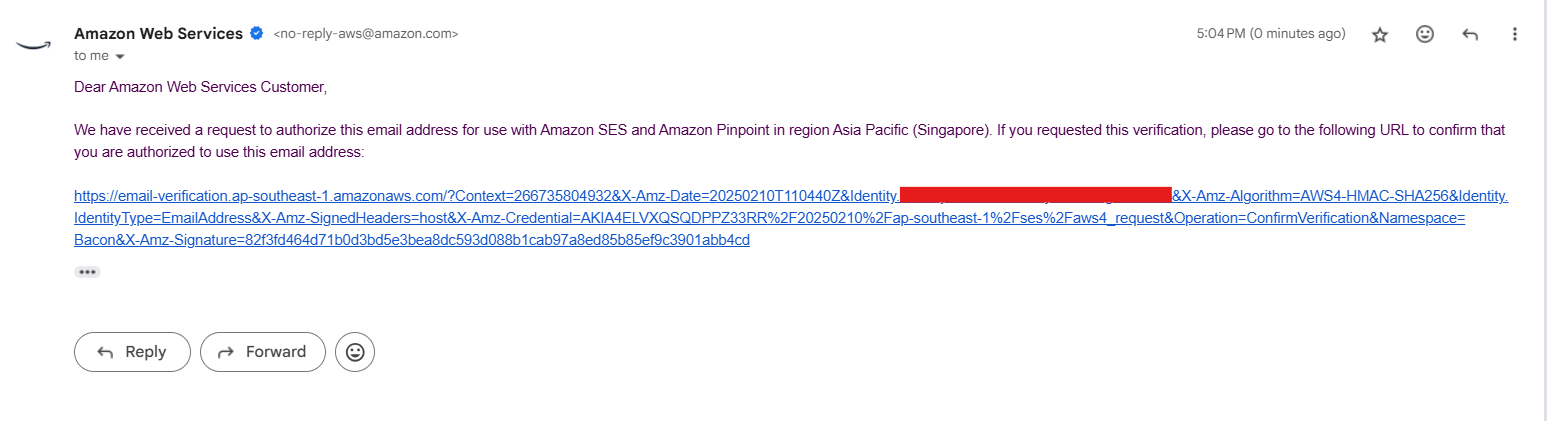 Amazon Web Services <no-reply-aws@amazon.com> 5:04 PM (0 minutes ago)
to me
Dear Amazon Web Services Customer,
We have received a request to authorize this email address for use with Amazon SES and Amazon Pinpoint in region Asia Pacific (Singapore). If you requested this verification, please go to the following URL to confirm that
you are authorized to use this email address:
https://email-verification.ap-southeast-1.amazonaws.com/?Context=266735804932&X-Amz-Date=20250210T110440Z&Identity. &X-Amz-Algorithm=AWS4-HMAC-SHA256&Identity.
IdentityType=EmailAddress&X-Amz-SignedHeaders=host&X-Amz-Credential=AKIA4ELVXQSQDPPZ33RR%2F20250210%2Fap-southeast-1%2Fses%2Faws4_request&Operation=ConfirmVerification&Namespace=
Bacon&X-Amz-Signature=82f3fd464d71b0d3bd5e3bea8dc593d088b1cab97a8ed85b85ef9c3901abb4cd
Reply Forward